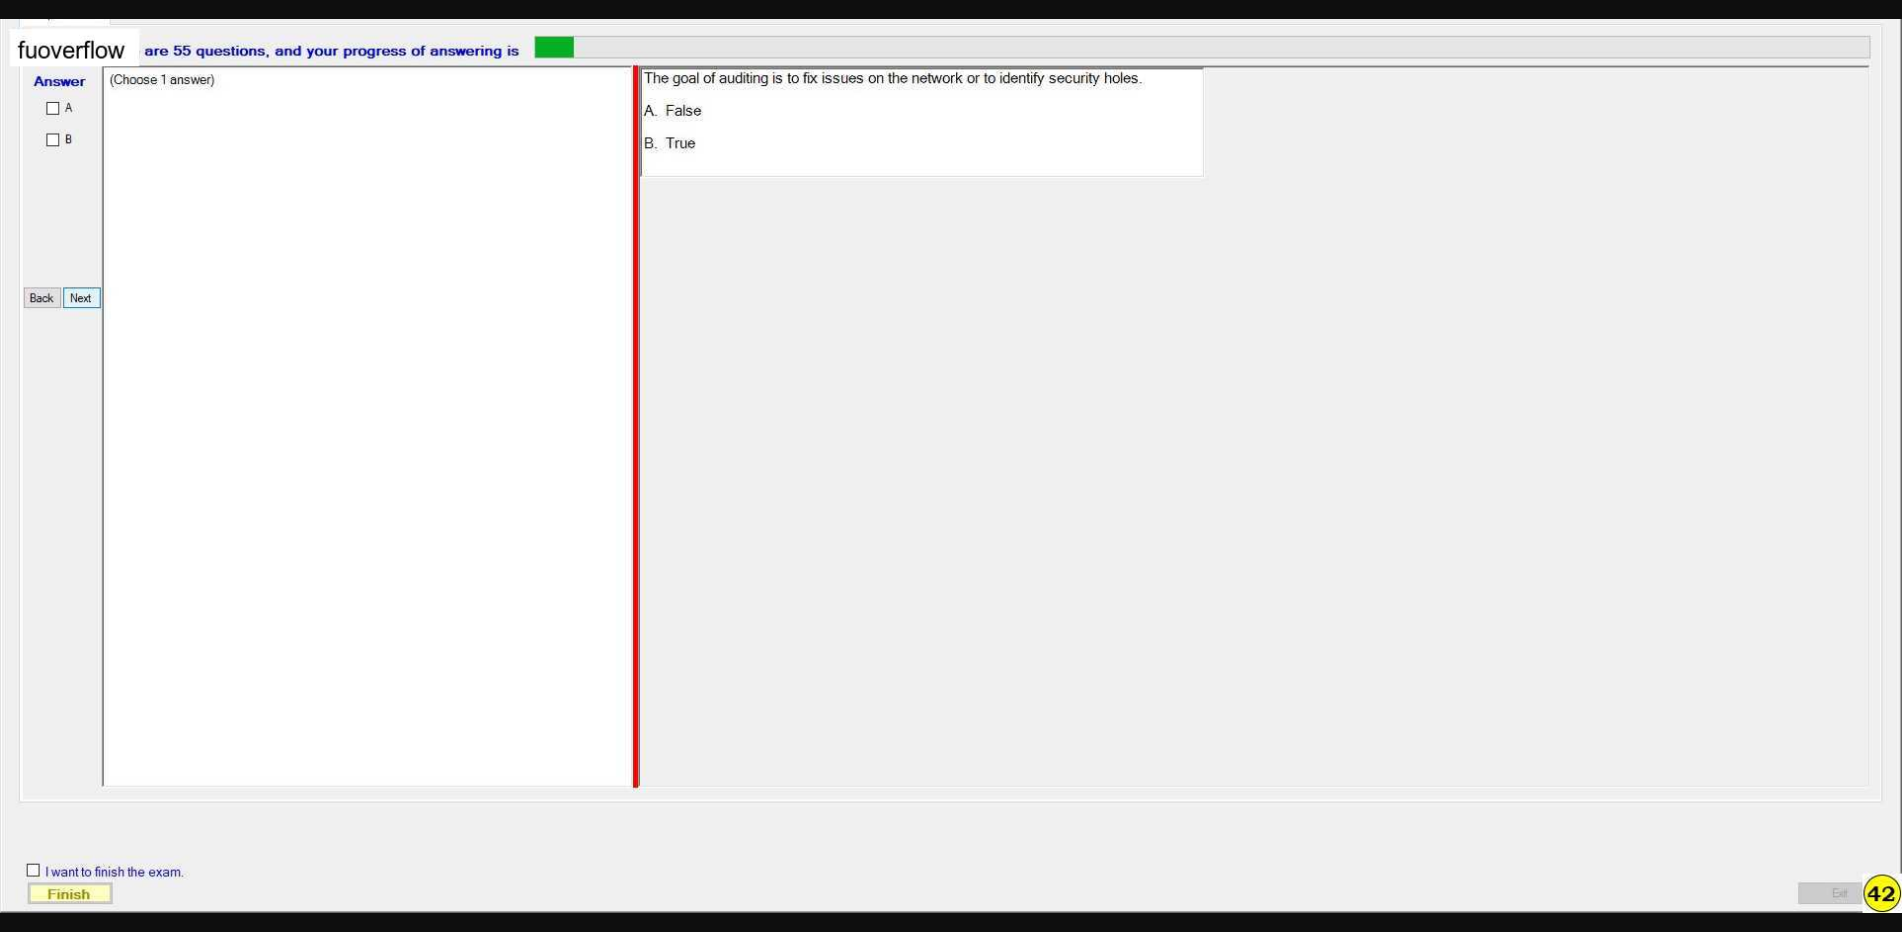 fuoverflow are 55 questions, and your progress of answering is
Answer
(Choose 1 answer)
A
B
Back Next
The goal of auditing is to fix issues on the network or to identify security holes.
A. False
B. True
I want to finish the exam.
Finish
Exit
42